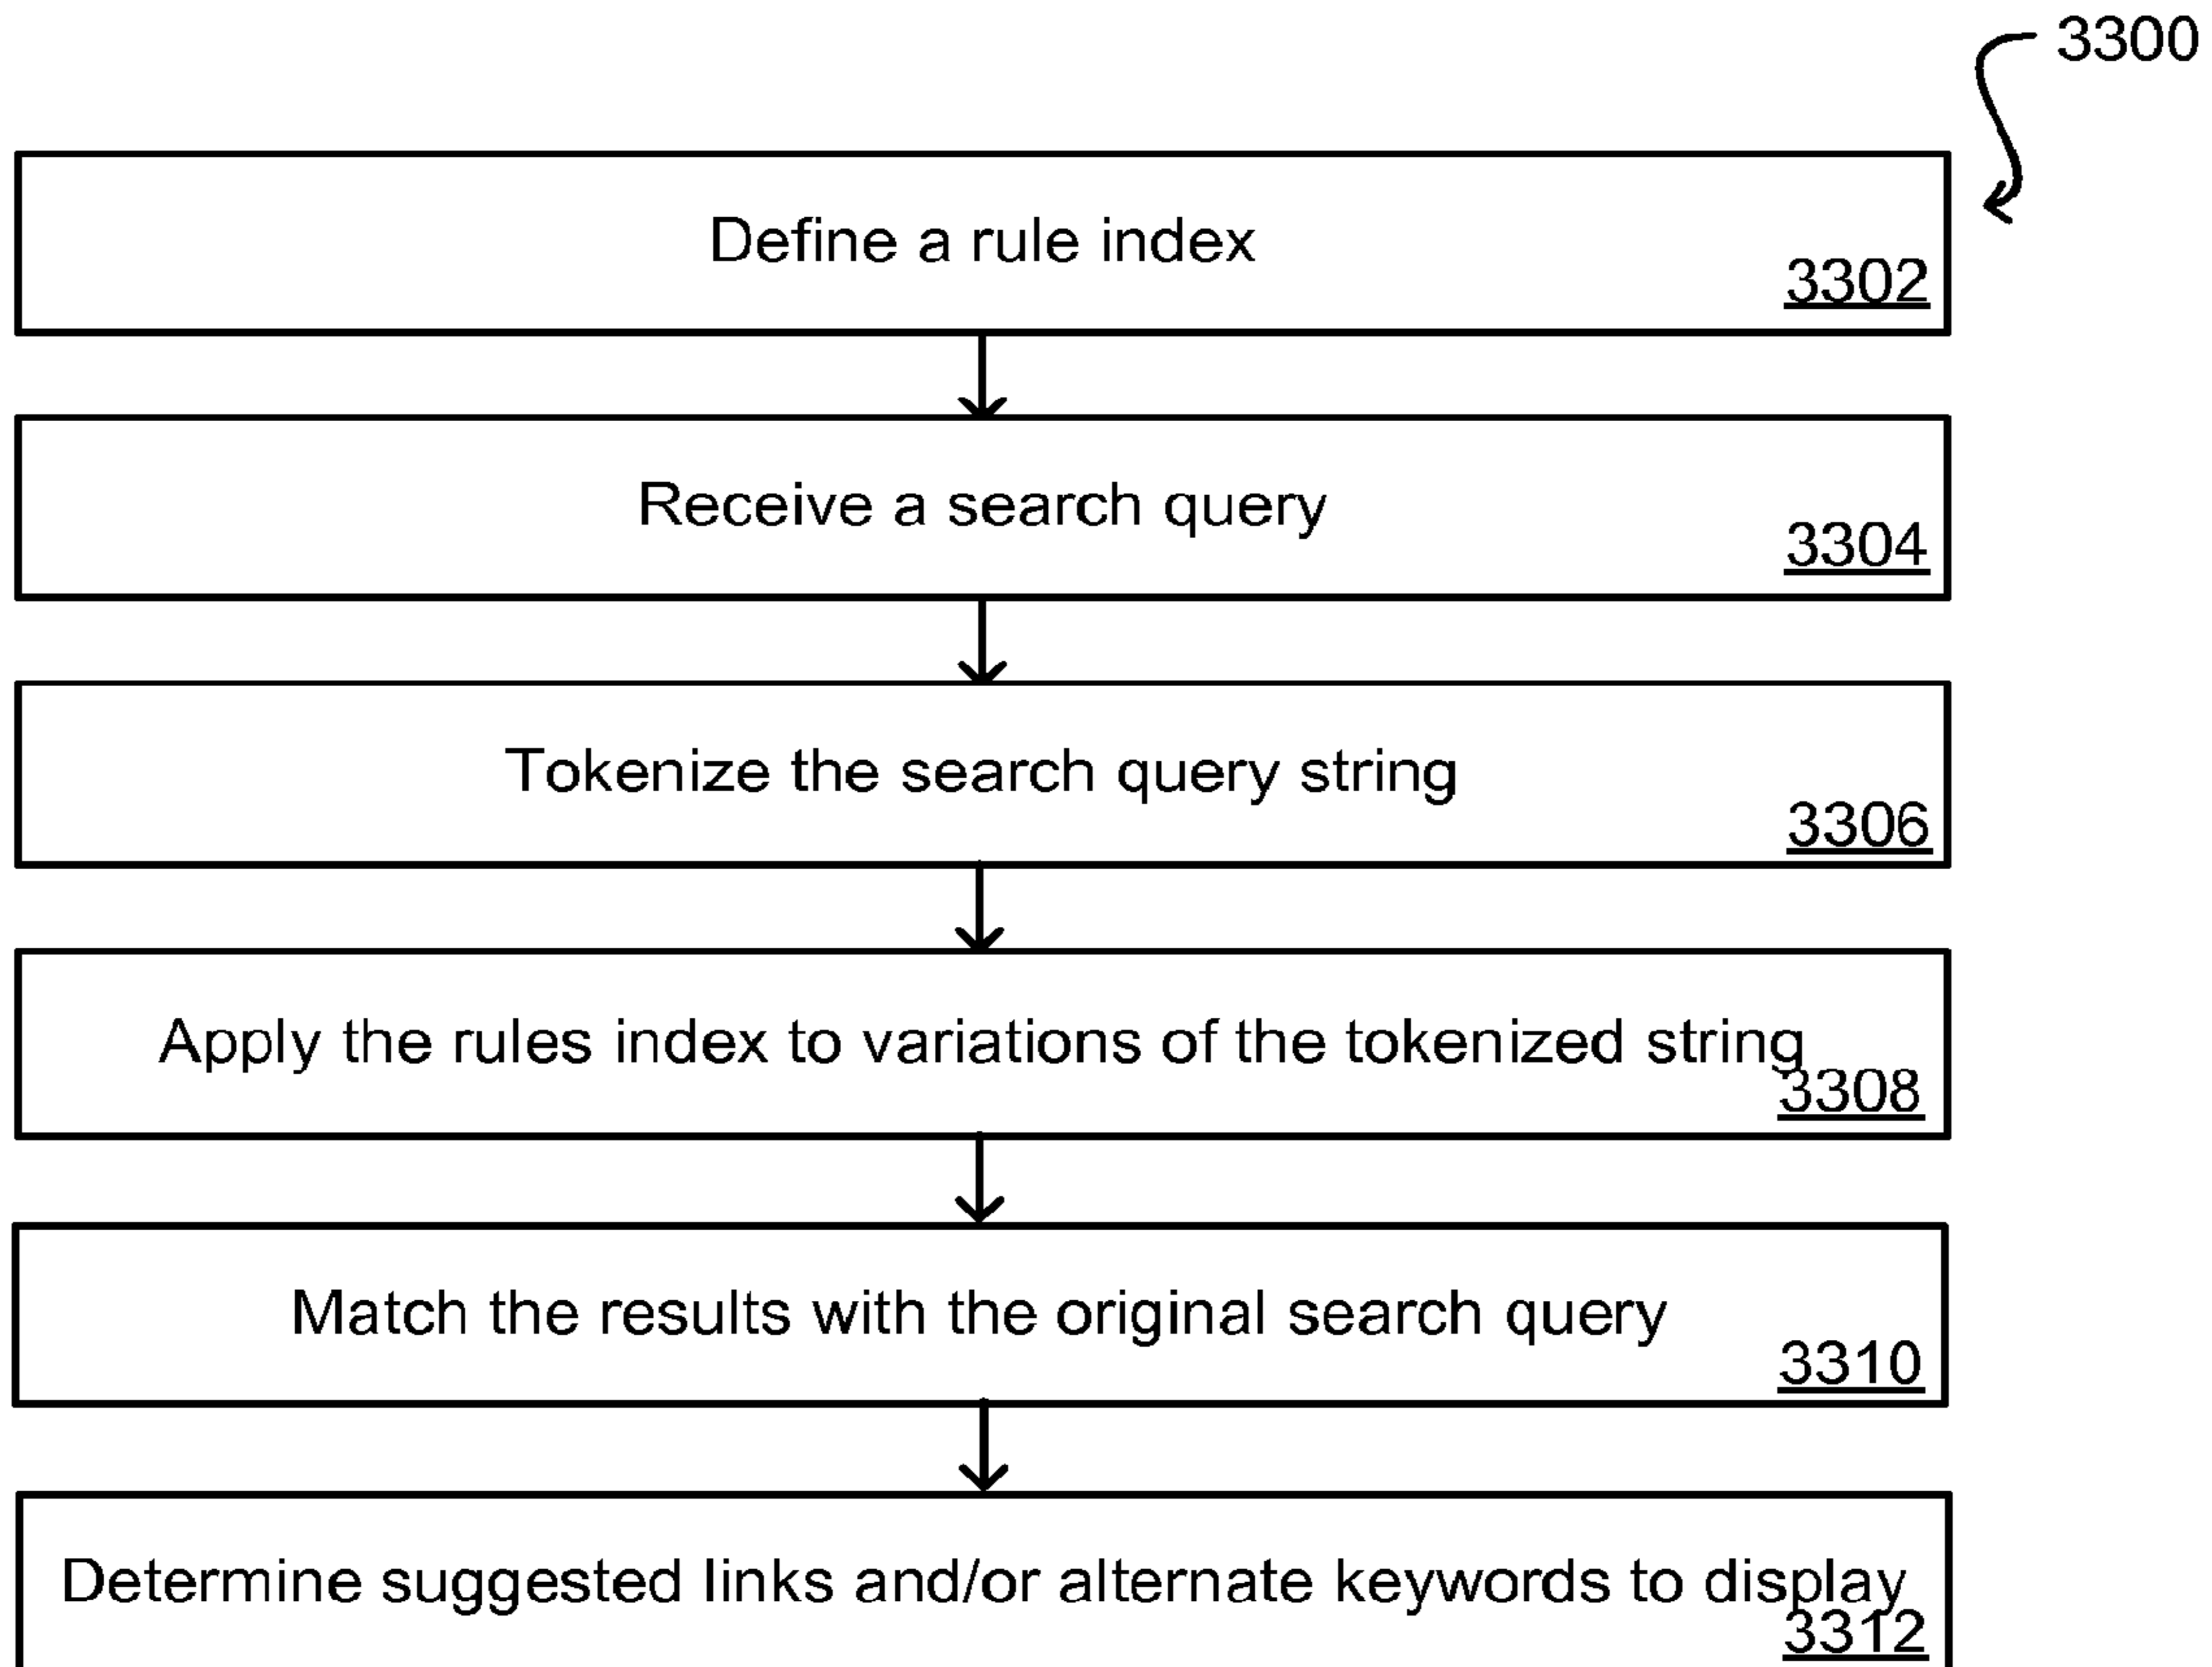 3300
Define a rule index
3302
Receive a search query
3304
Tokenize the search query string
3306
Apply the rules index to variations of the tokenized string
3308
Match the results with the original search query
3310
Determine suggested links and/or alternate keywords to display
3312